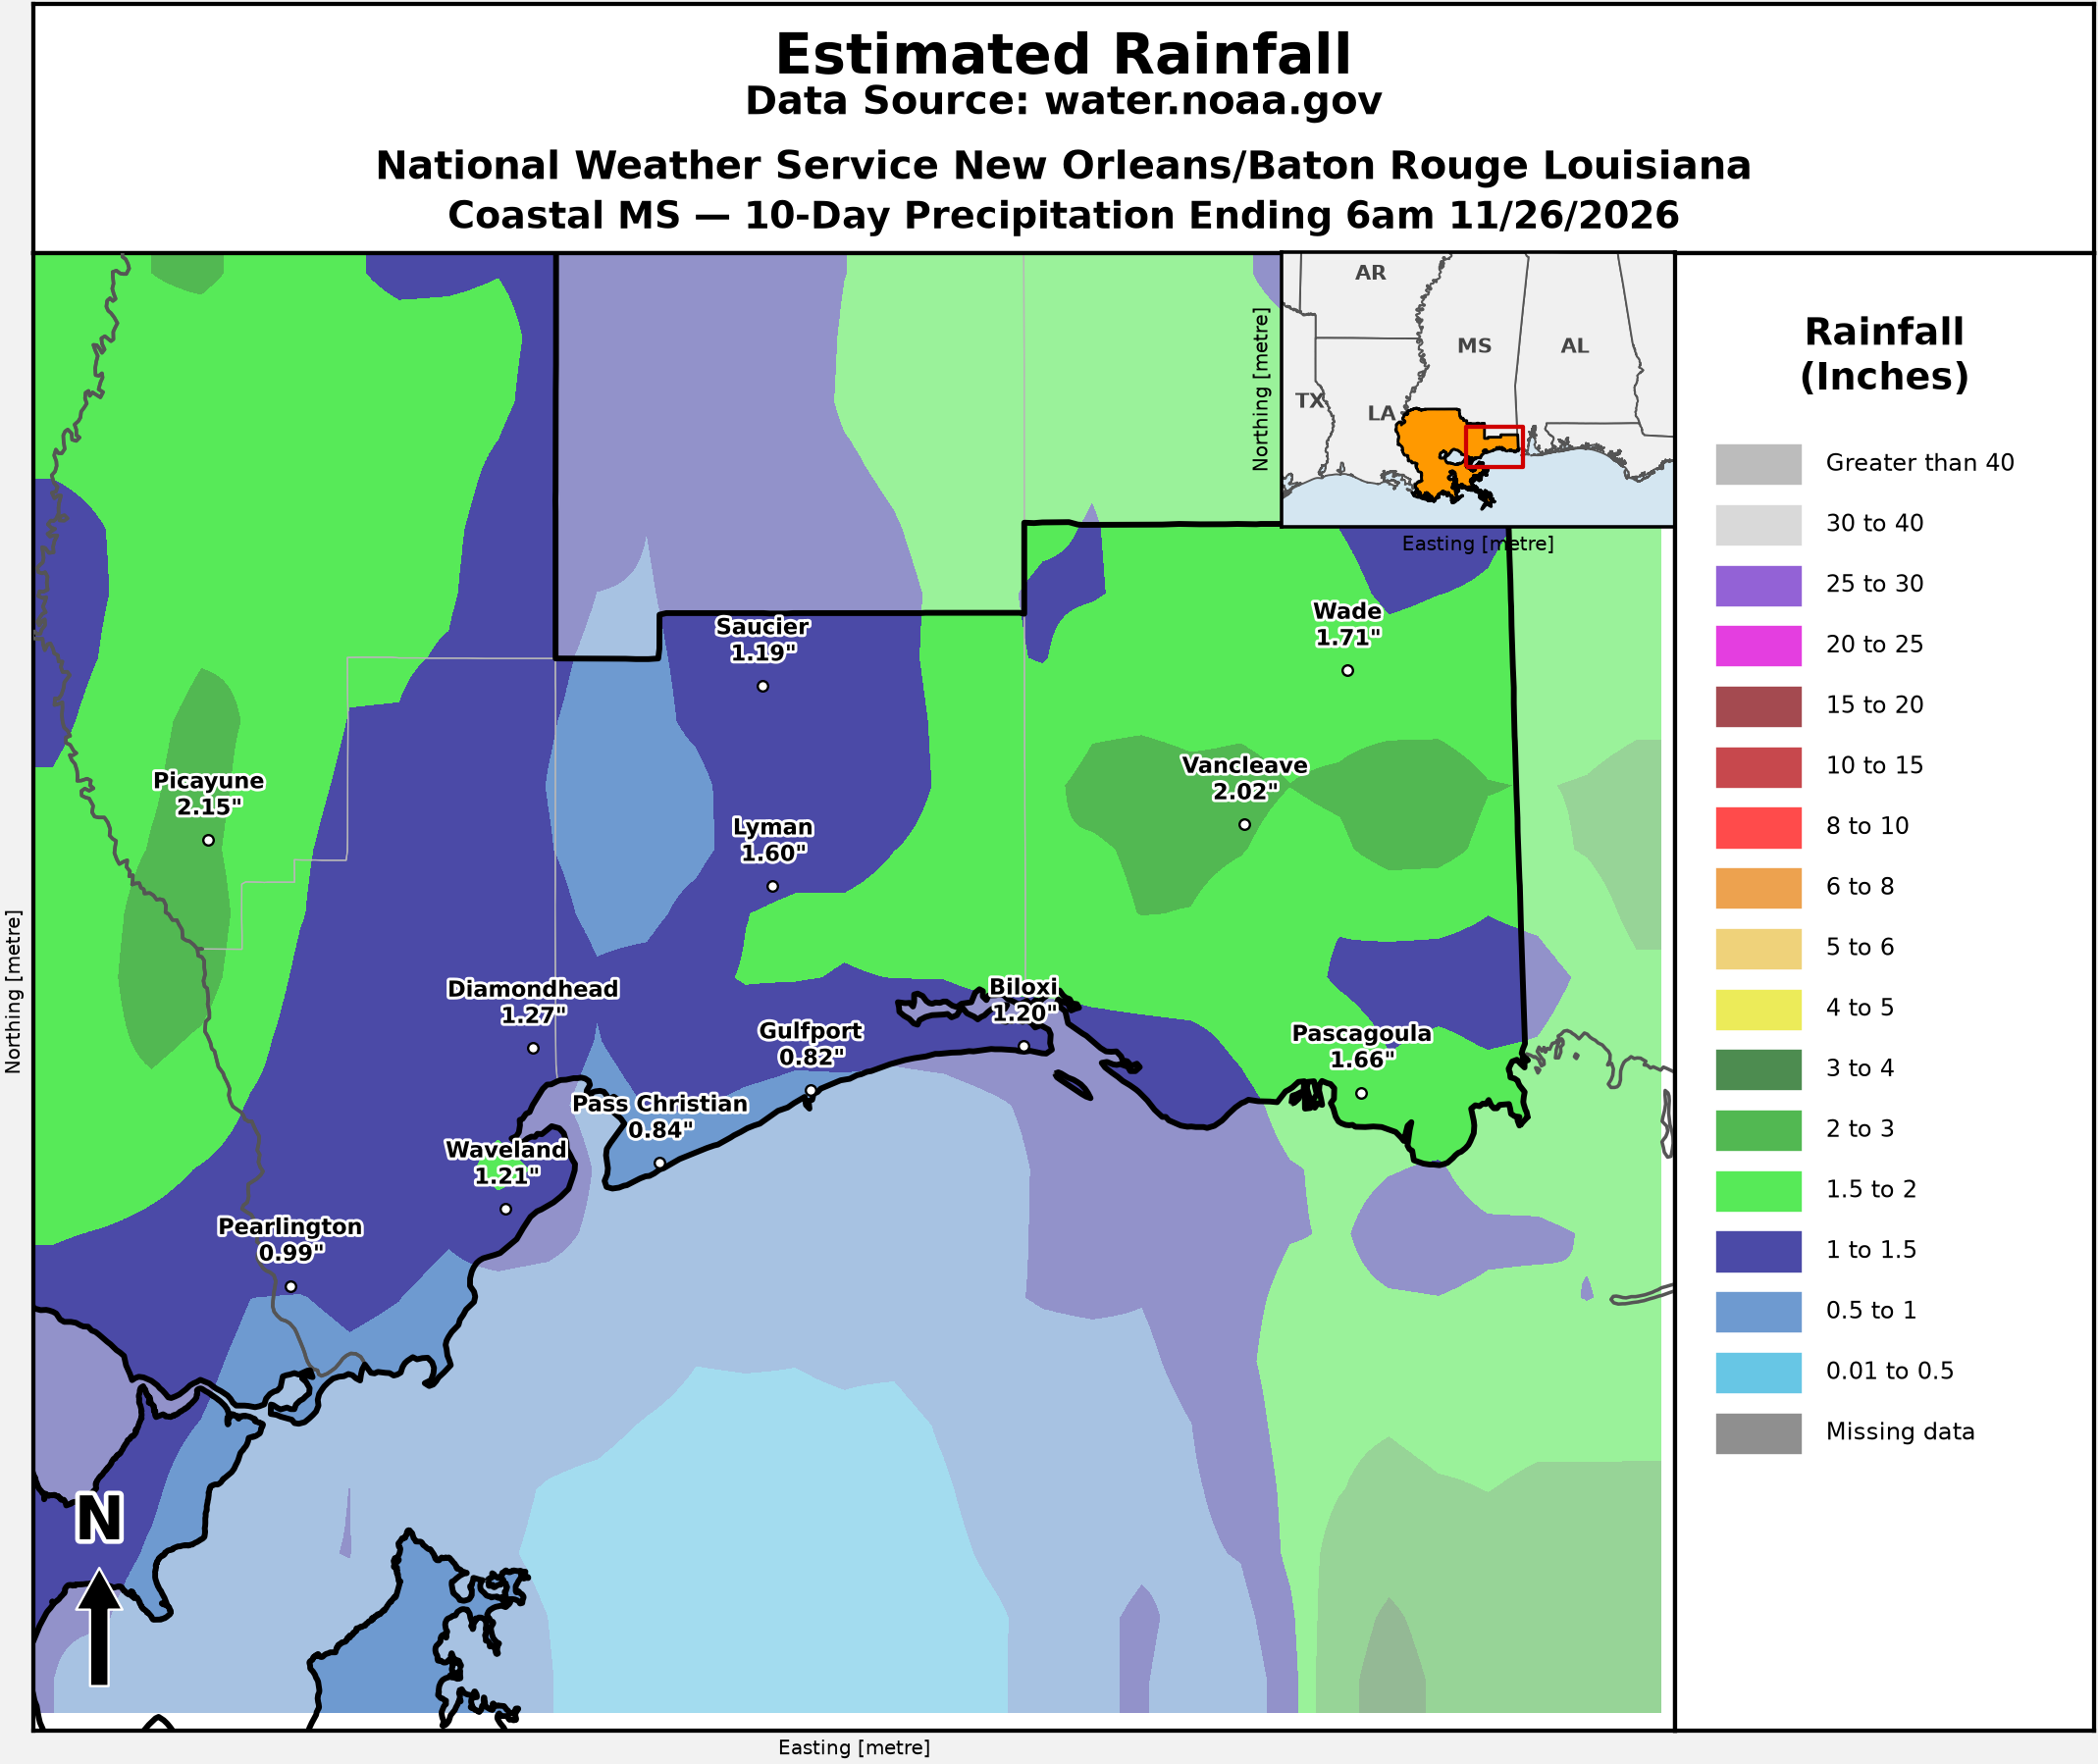 Estimated Rainfall
Data Source: water.noaa.gov
National Weather Service New Orleans/Baton Rouge Louisiana
Coastal MS — 10-Day Precipitation Ending 6am 11/26/2026
AR
MS
AL
TX
LA
Northing [metre]
Easting [metre]
Saucier
1.19"
Wade
1.71"
Picayune
2.15"
Vancleave
2.02"
Lyman
1.60"
Diamondhead
1.27"
Biloxi
1.20"
Gulfport
0.82"
Pascagoula
1.66"
Pass Christian
0.84"
Waveland
1.21"
Pearlington
0.99"
N
Northing [metre]
Easting [metre]
Rainfall
(Inches)
Greater than 40
30 to 40
25 to 30
20 to 25
15 to 20
10 to 15
8 to 10
6 to 8
5 to 6
4 to 5
3 to 4
2 to 3
1.5 to 2
1 to 1.5
0.5 to 1
0.01 to 0.5
Missing data